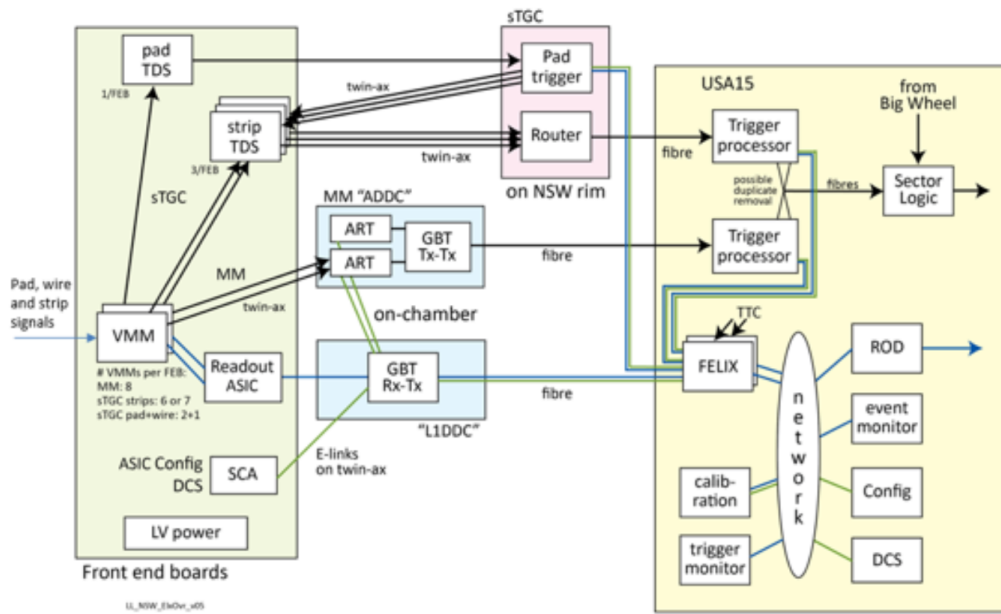 sTGC
pad
TDS
Pad
trigger
USA15
1/FEB
twin-ax
from
Big Wheel
strip
TDS
Router
Trigger
processor
3/FEB
twin-ax
fibre
possible
duplicate
removal
fibres
Sector
Logic
sTGC
on NSW rim
MM "ADDC"
ART
GBT
Tx-Tx
ART
Trigger
processor
MM
fibre
twin-ax
Pad, wire
and strip
signals
on-chamber
TTC
VMM
Readout
ASIC
GBT
Rx-Tx
FELIX
ROD
# VMMs per FEB:
MM: 8
sTGC strips: 6 or 7
sTGC pad+wire: 2+1
fibre
network
event
monitor
"L1DDC"
E-links
on twin-ax
ASIC Config
DCS
SCA
calib-
ration
Config
LV power
trigger
monitor
DCS
Front end boards
LL_NSW_ElxOvr_v05